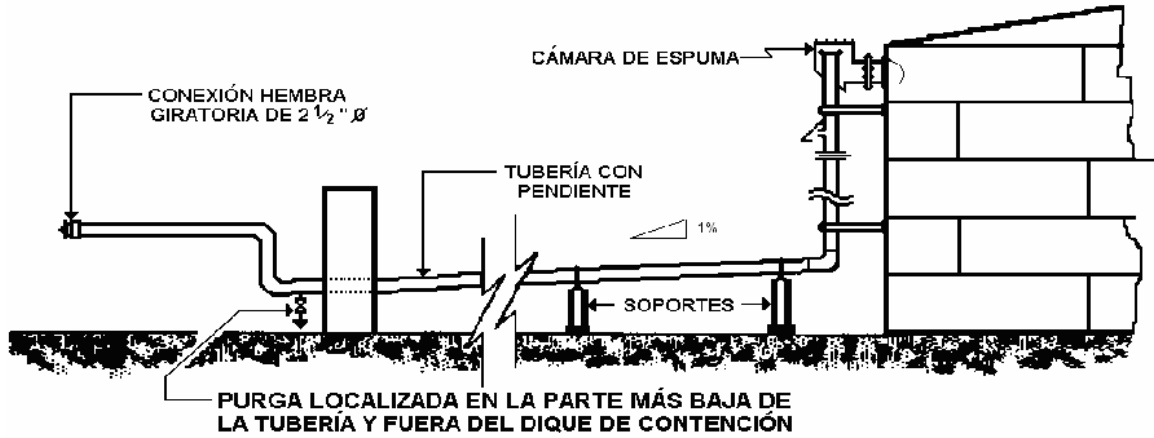 CÁMARA DE ESPUMA
CONEXIÓN HEMBRA
GIRATORIA DE 2 1/2 " Ø
TUBERÍA CON
PENDIENTE
1%
SOPORTES
PURGA LOCALIZADA EN LA PARTE MÁS BAJA DE
LA TUBERÍA Y FUERA DEL DIQUE DE CONTENCIÓN